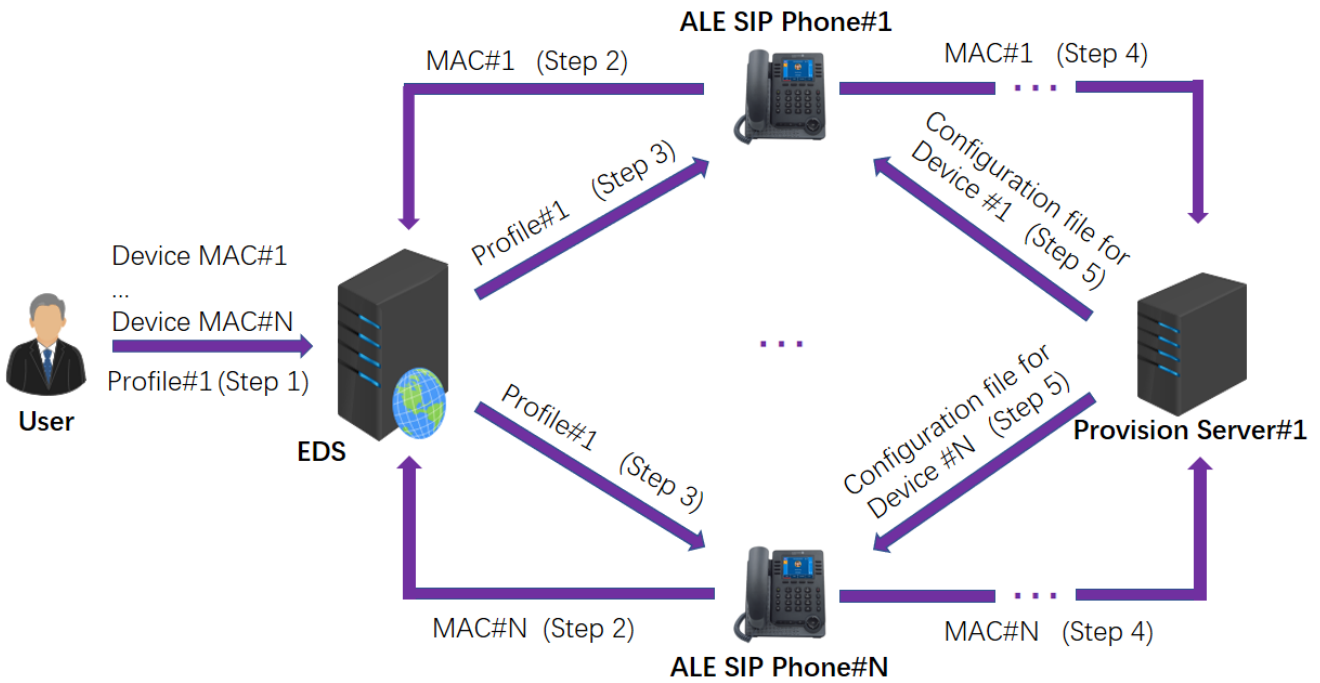 ALE SIP Phone#1
MAC#1 (Step 2)
MAC#1 (Step 4)
...
Profile#1 (Step 3)
Configuration file for
Device #1 (Step 5)
Device MAC#1
...
Device MAC#N
Profile#1 (Step 1)
User
EDS
...
Provision Server#1
Profile#1 (Step 3)
Configuration file for
Device #N (Step 5)
MAC#N (Step 2)
...
MAC#N (Step 4)
ALE SIP Phone#N